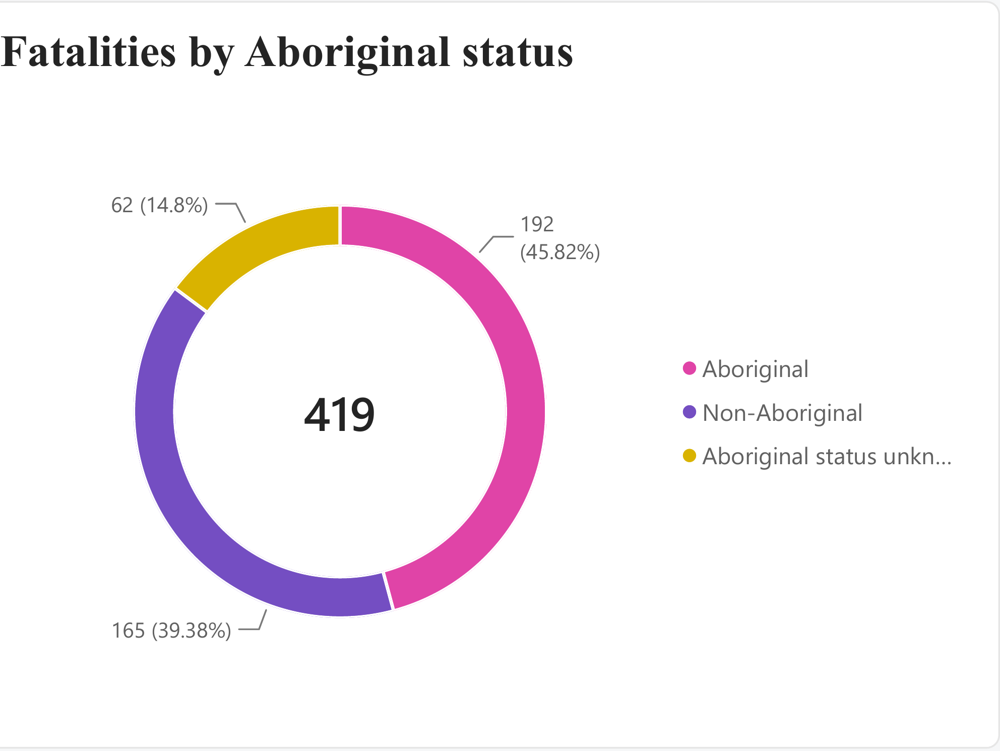 Fatalities by Aboriginal status
62 (14.8%)
192
(45.82%)
419
Aboriginal
Non-Aboriginal
Aboriginal status unkn...
165 (39.38%)